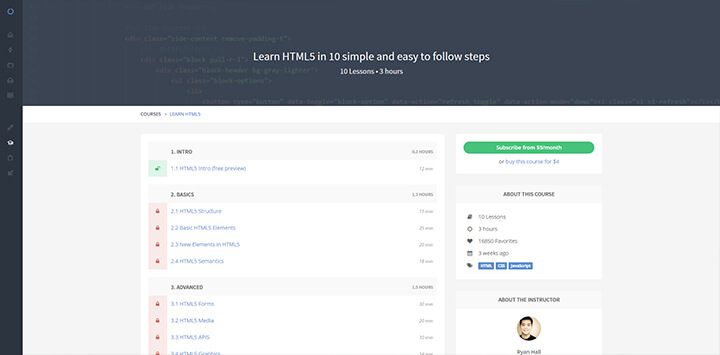 Learn HTML5 in 10 simple and easy to follow steps
10 Lessons • 3 hours
COURSES LEARN HTML5
1. INTRO 0.2 HOURS
1.1 HTML5 Intro (free preview) 12 min
2. BASICS
2.1 HTML5 Structure 15 min
2.2 Basic HTML5 Elements 25 min
2.3 New Elements in HTML5 20 min
2.4 HTML5 Semantics 18 min
3. ADVANCED 1.5 HOURS
3.1 HTML5 Forms 30 min
3.2 HTML5 Media 20 min
3.3 HTML5 APIS 10 min
3.4 HTML5 Graphics
Subscribe from $5/month
or buy this course for $4
ABOUT THIS COURSE
10 Lessons
3 hours
16850 Favorites
3 weeks ago
HTML CSS JavaScript
ABOUT THE INSTRUCTOR
Ryan Hall